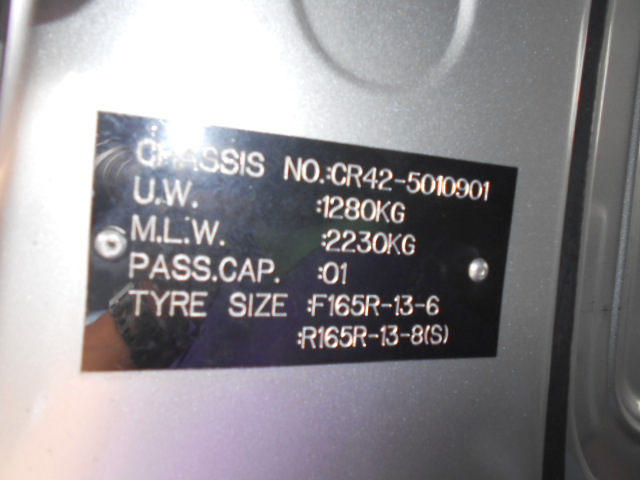 CHASSIS NO.:CR42-5010901
U.W. :1280KG
M.L.W. :2230KG
PASS.CAP. :01
TYRE SIZE :F165R-13-6
:R165R-13-8(S)